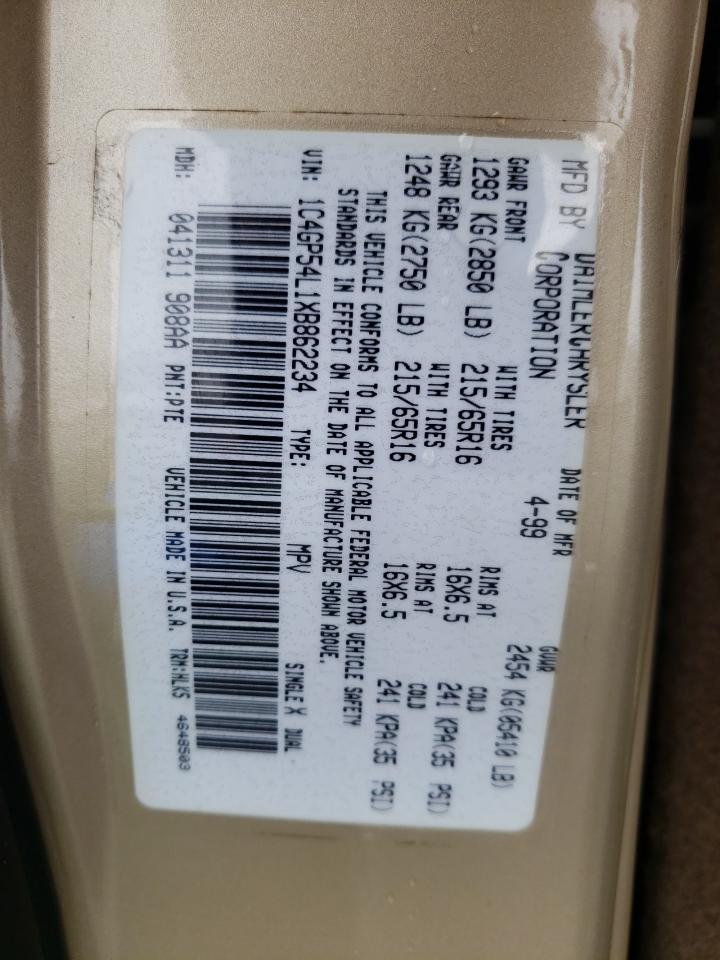 MFD BY DAIMLERCHRYSLER CORPORATION DATE OF MFR 4-99 GVWR 2454 KG(05410 LB)
GAWR FRONT WITH TIRES RIMS AT COLD
1293 KG(2850 LB) 215/65R16 16X6.5 241 KPA(35 PSI)
GAWR REAR WITH TIRES RIMS AT COLD
1248 KG(2750 LB) 215/65R16 16X6.5 241 KPA(35 PSI)
THIS VEHICLE CONFORMS TO ALL APPLICABLE FEDERAL MOTOR VEHICLE SAFETY
STANDARDS IN EFFECT ON THE DATE OF MANUFACTURE SHOWN ABOVE.
VIN: 1C4GP54L1XB862234 TYPE: MPV SINGLE X DUAL
MDH: 041311 908AA PNT:PTE VEHICLE MADE IN U.S.A. TRM:HLK5 4648503